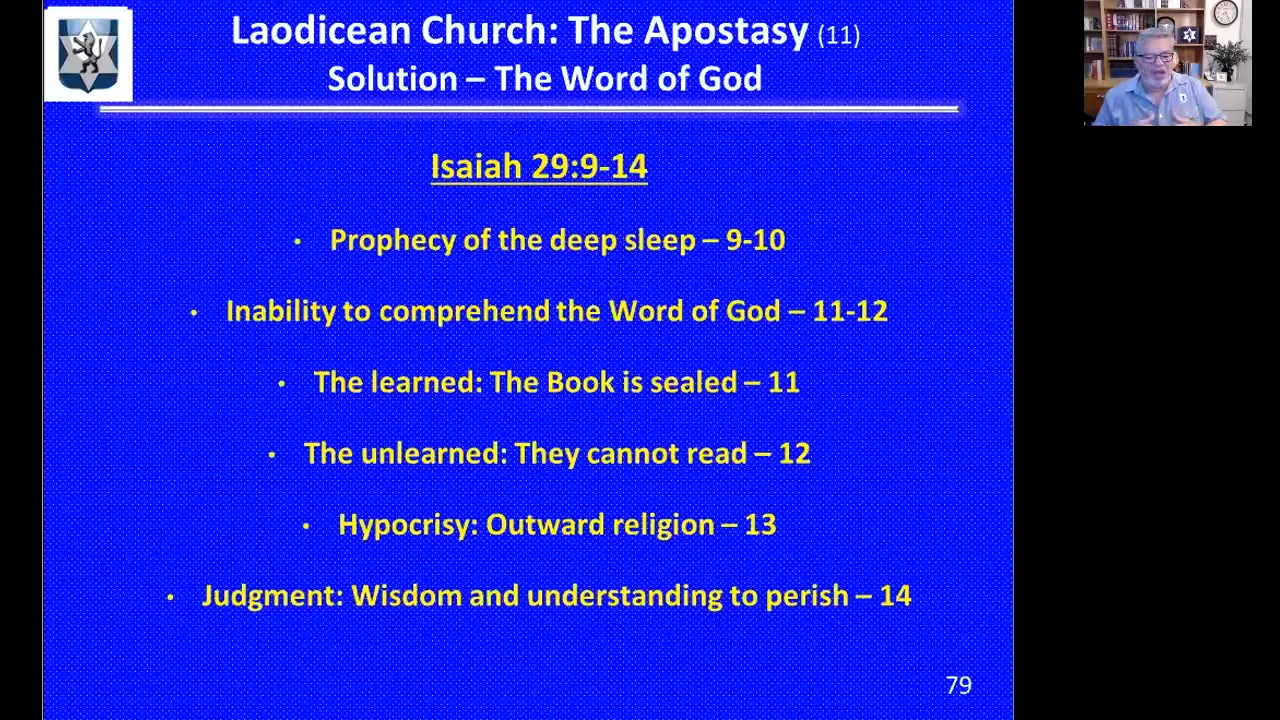 Laodicean Church: The Apostasy (11)
Solution – The Word of God
Isaiah 29:9-14
• Prophecy of the deep sleep – 9-10
• Inability to comprehend the Word of God – 11-12
• The learned: The Book is sealed – 11
• The unlearned: They cannot read – 12
• Hypocrisy: Outward religion – 13
• Judgment: Wisdom and understanding to perish – 14
79